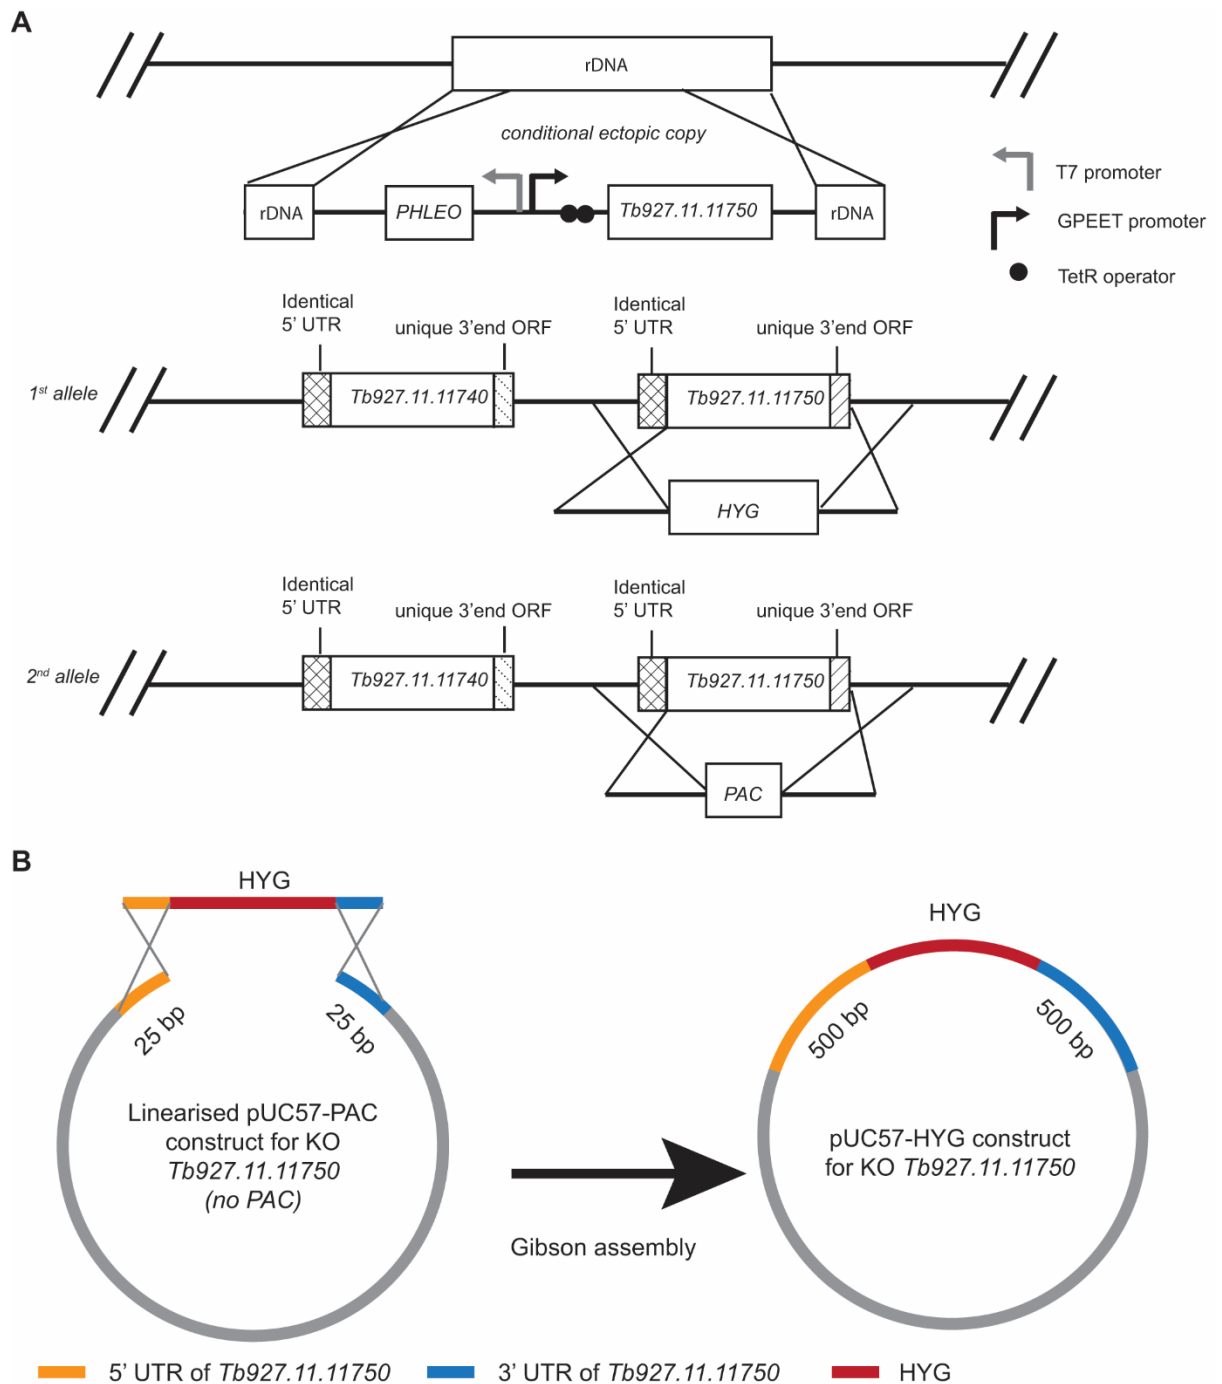 A
rDNA
conditional ectopic copy
rDNA
PHLEO
Tb927.11.11750
rDNA
T7 promoter
GPEET promoter
TetR operator
Identical
5’ UTR
unique 3’end ORF
Identical
5’ UTR
unique 3’end ORF
1st allele
Tb927.11.11740
Tb927.11.11750
HYG
Identical
5’ UTR
unique 3’end ORF
Identical
5’ UTR
unique 3’end ORF
2nd allele
Tb927.11.11740
Tb927.11.11750
PAC
B
HYG
25 bp
25 bp
Linearised pUC57-PAC
construct for KO
Tb927.11.11750
(no PAC)
Gibson assembly
HYG
500 bp
500 bp
pUC57-HYG construct
for KO Tb927.11.11750
5’ UTR of Tb927.11.11750
3’ UTR of Tb927.11.11750
HYG